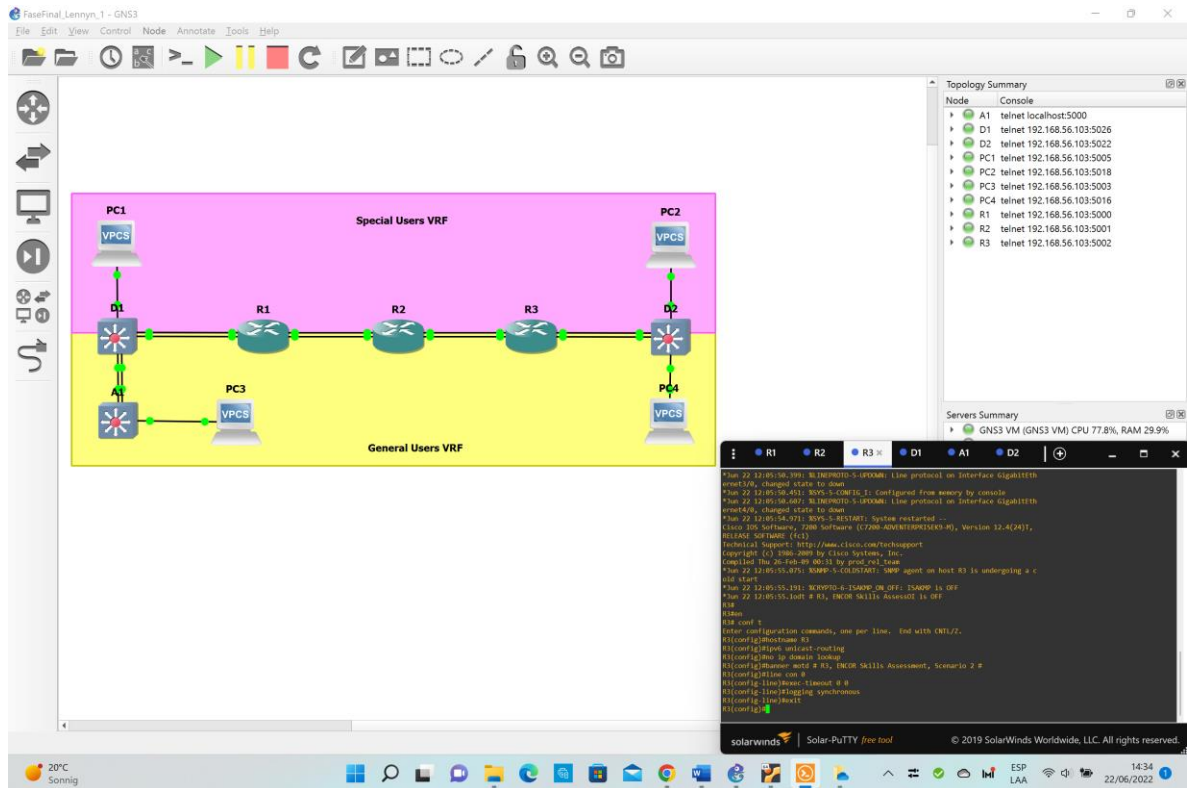 FaseFinal_Lennyn_1 - GNS3
File Edit View Control Node Annotate Tools Help
Topology Summary
Node Console
A1 telnet localhost:5000
D1 telnet 192.168.56.103:5026
D2 telnet 192.168.56.103:5022
PC1 telnet 192.168.56.103:5005
PC2 telnet 192.168.56.103:5018
PC3 telnet 192.168.56.103:5003
PC4 telnet 192.168.56.103:5016
R1 telnet 192.168.56.103:5000
R2 telnet 192.168.56.103:5001
R3 telnet 192.168.56.103:5002
PC1
Special Users VRF
PC2
VPCS
VPCS
D1
R1
R2
R3
D2
A1
PC3
PC4
VPCS
VPCS
General Users VRF
Servers Summary
GNS3 VM (GNS3 VM) CPU 77.8%, RAM 29.9%
R1 R2 R3 D1 A1 D2
*Jun 22 12:05:50.399: %LINEPROTO-5-UPDOWN: Line protocol on Interface GigabitEth
ernet3/0, changed state to down
*Jun 22 12:05:50.451: %SYS-5-CONFIG_I: Configured from memory by console
*Jun 22 12:05:50.607: %LINEPROTO-5-UPDOWN: Line protocol on Interface GigabitEth
ernet4/0, changed state to down
*Jun 22 12:05:54.971: %SYS-5-RESTART: System restarted --
Cisco IOS Software, 7200 Software (C7200-ADVENTERPRISEK9-M), Version 12.4(24)T,
RELEASE SOFTWARE (fc1)
Technical Support: http://www.cisco.com/techsupport
Copyright (c) 1986-2009 by Cisco Systems, Inc.
Compiled Thu 26-Feb-09 00:31 by prod_rel_team
*Jun 22 12:05:55.075: %SNMP-5-COLDSTART: SNMP agent on host R3 is undergoing a c
old start
*Jun 22 12:05:55.191: %CRYPTO-6-ISAKMP_ON_OFF: ISAKMP is OFF
*Jun 22 12:05:55.1odt # R3, ENCOR Skills AssessOI is OFF
R3#
R3#en
R3# conf t
Enter configuration commands, one per line. End with CNTL/Z.
R3(config)#hostname R3
R3(config)#ipv6 unicast-routing
R3(config)#no ip domain lookup
R3(config)#banner motd # R3, ENCOR Skills Assessment, Scenario 2 #
R3(config)#line con 0
R3(config-line)#exec-timeout 0 0
R3(config-line)#logging synchronous
R3(config-line)#exit
R3(config)#
solarwinds Solar-PuTTY free tool © 2019 SolarWinds Worldwide, LLC. All rights reserved.
20°C
Sonnig
ESP
LAA
14:34
22/06/2022
1